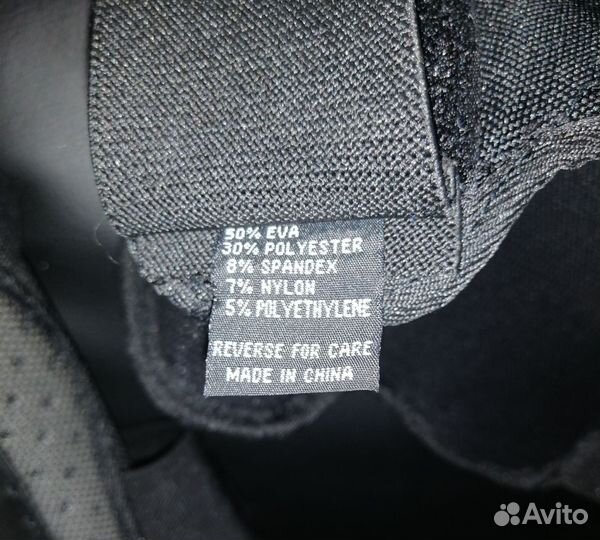 50% EVA
30% POLYESTER
8% SPANDEX
7% NYLON
5% POLYETHYLENE
REVERSE FOR CARE
MADE IN CHINA
Avito